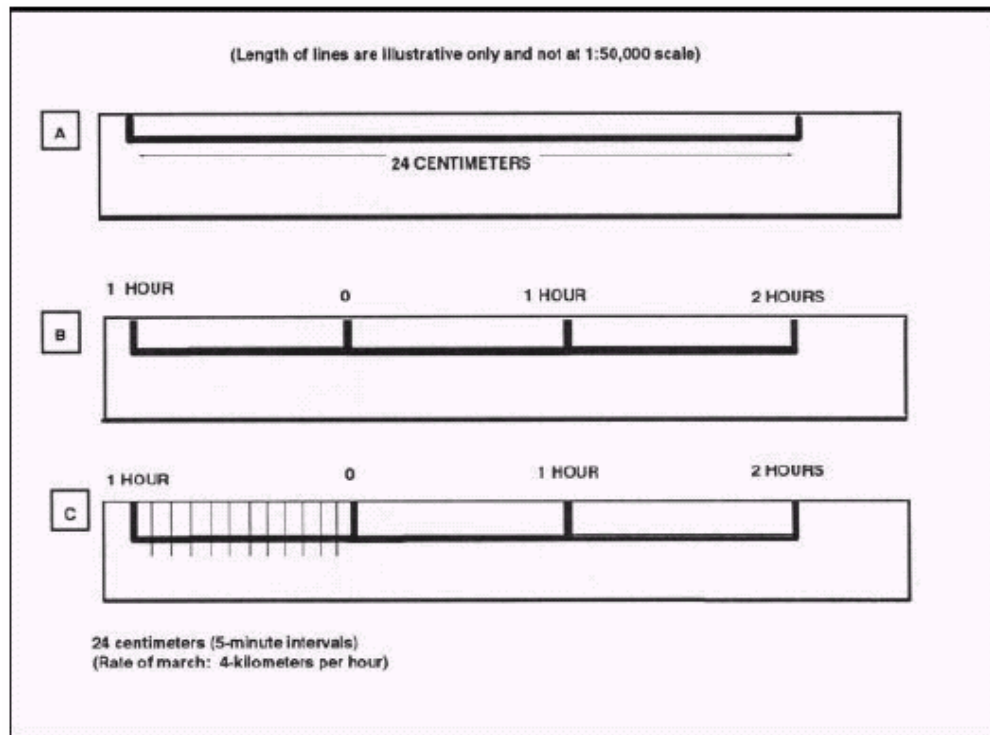 (Length of lines are illustrative only and not at 1:50,000 scale)
A
24 CENTIMETERS
1 HOUR 0 1 HOUR 2 HOURS
B
1 HOUR 0 1 HOUR 2 HOURS
C
24 centimeters (5-minute intervals)
(Rate of march: 4-kilometers per hour)